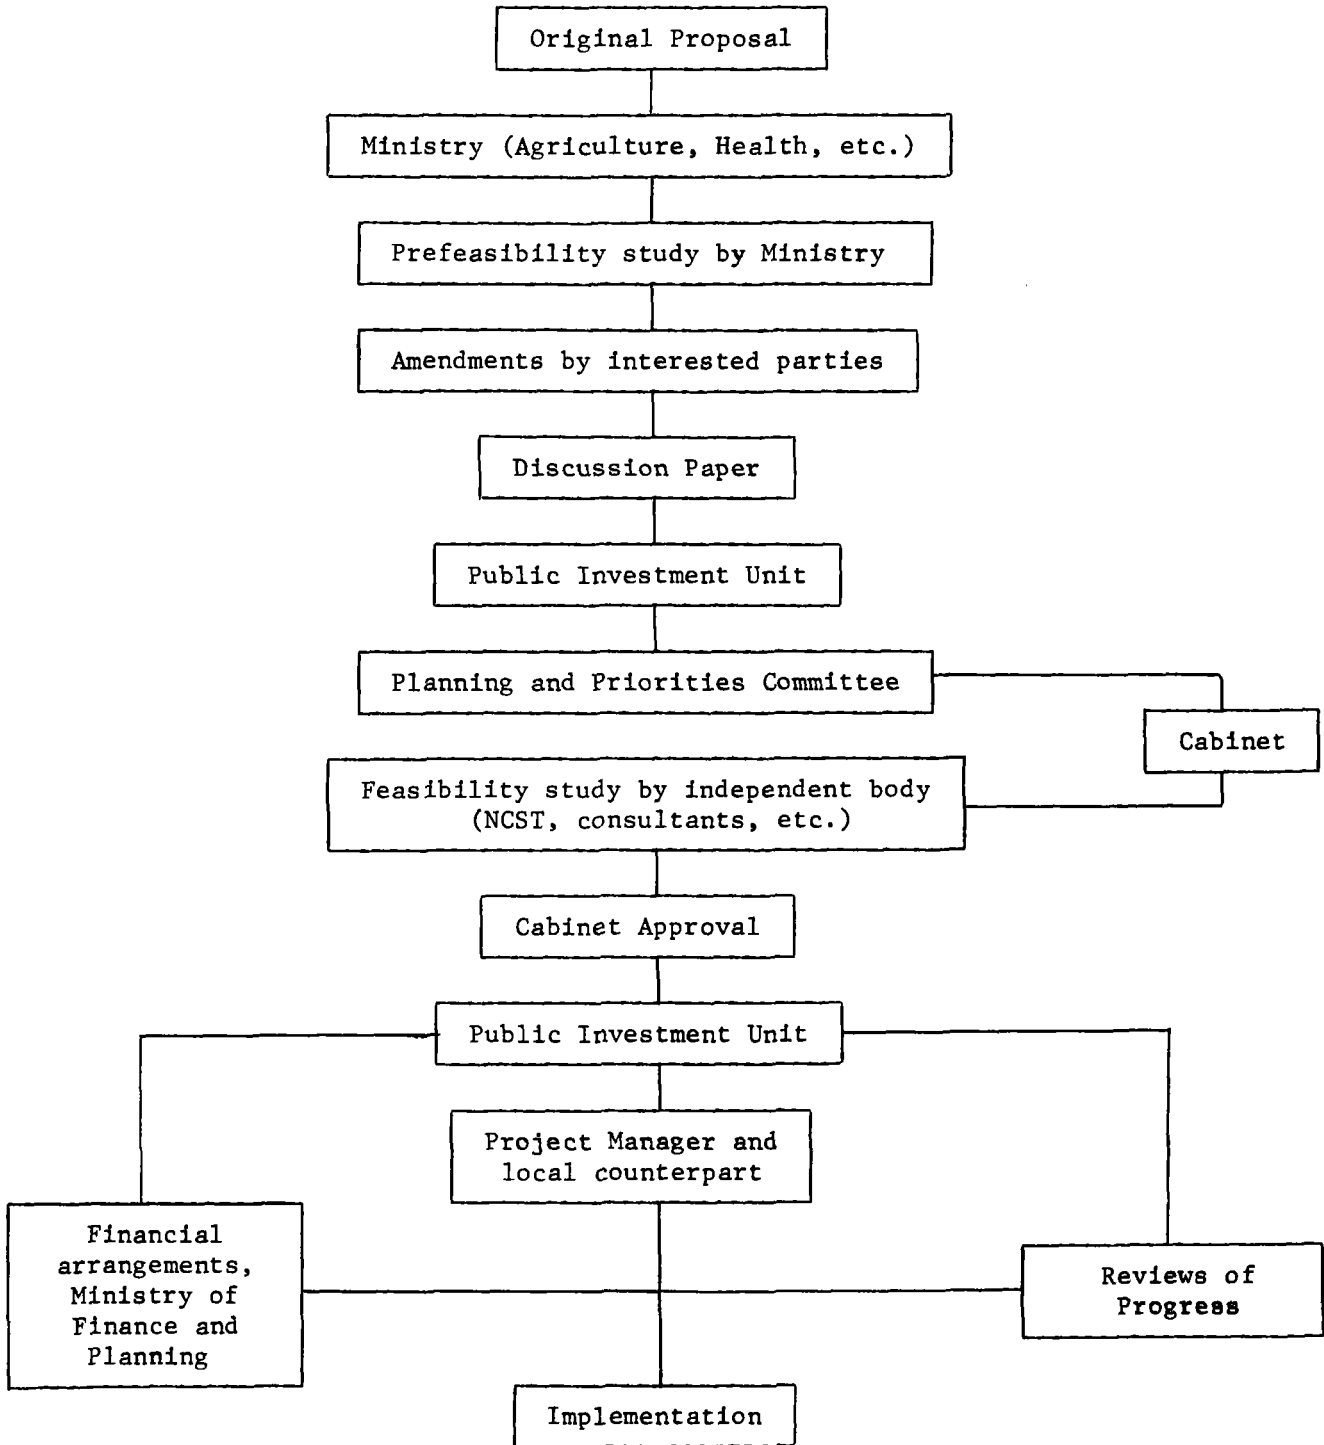 Original Proposal
Ministry (Agriculture, Health, etc.)
Prefeasibility study by Ministry
Amendments by interested parties
Discussion Paper
Public Investment Unit
Planning and Priorities Committee
Cabinet
Feasibility study by independent body
(NCST, consultants, etc.)
Cabinet Approval
Public Investment Unit
Project Manager and
local counterpart
Financial
arrangements,
Ministry of
Finance and
Planning
Reviews of
Progress
Implementation